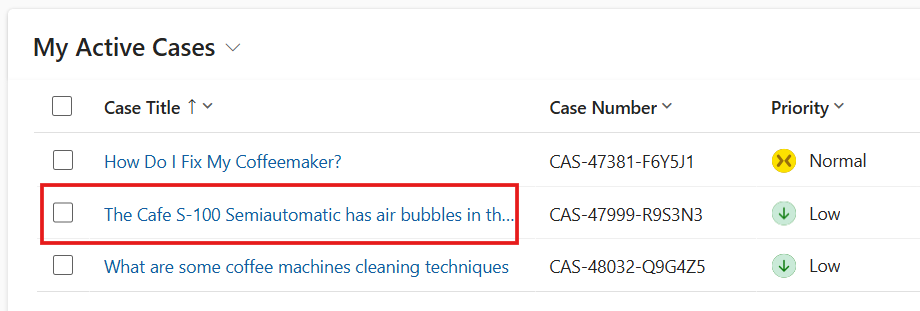 My Active Cases
Case Title Case Number Priority
How Do I Fix My Coffeemaker? CAS-47381-F6Y5J1 Normal
The Cafe S-100 Semiautomatic has air bubbles in th... CAS-47999-R9S3N3 Low
What are some coffee machines cleaning techniques CAS-48032-Q9G4Z5 Low